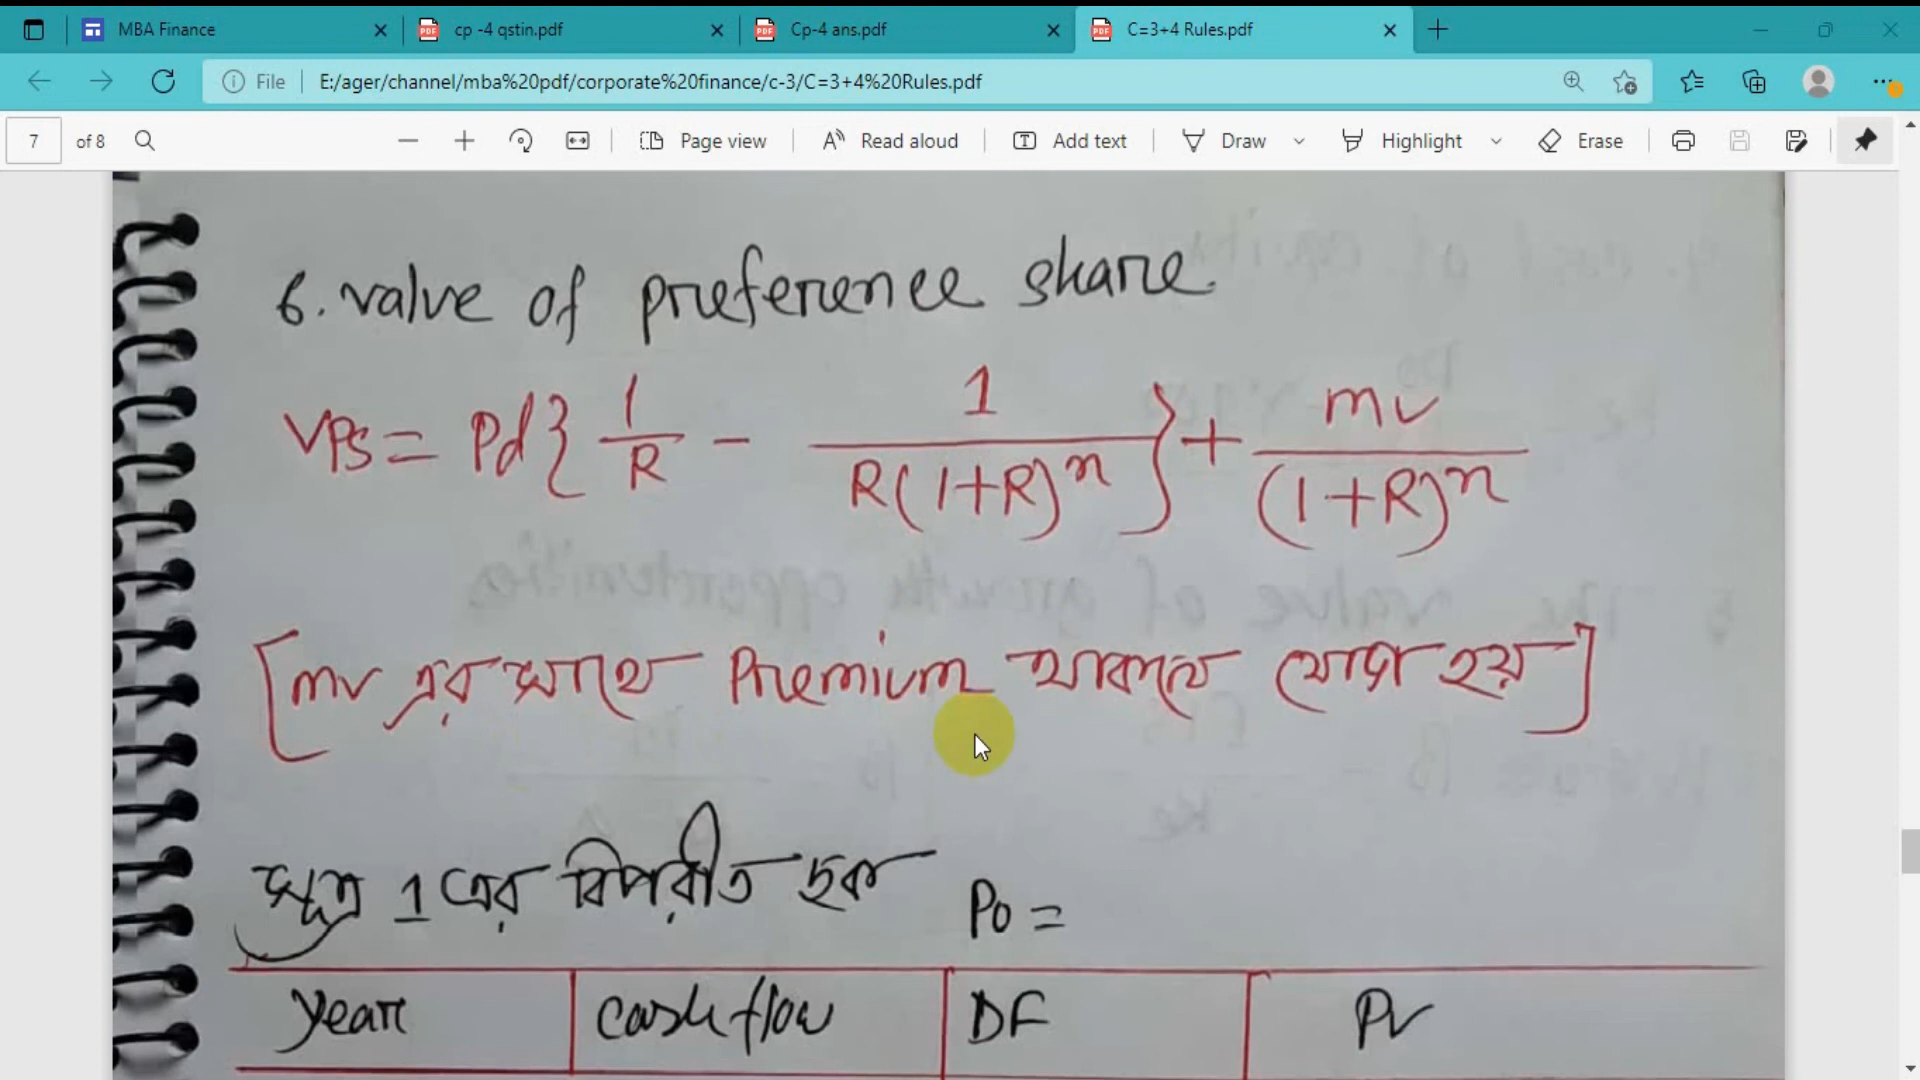 MBA Finance
cp -4 qstin.pdf
Cp-4 ans.pdf
C=3+4 Rules.pdf
File
E:/ager/channel/mba%20pdf/corporate%20finance/c-3/C=3+4%20Rules.pdf
7 of 8
Page view
Read aloud
Add text
Draw
Highlight
Erase
6. value of preference share
VPS = Pd{ 1/R - 1/R(1+R)^n } + mv/(1+R)^n
[mv এর সাথে Premium থাকলে যোগ হয়]
সূত্র 1 এর বিপরীত ছক Po =
Year cash flow DF Pv